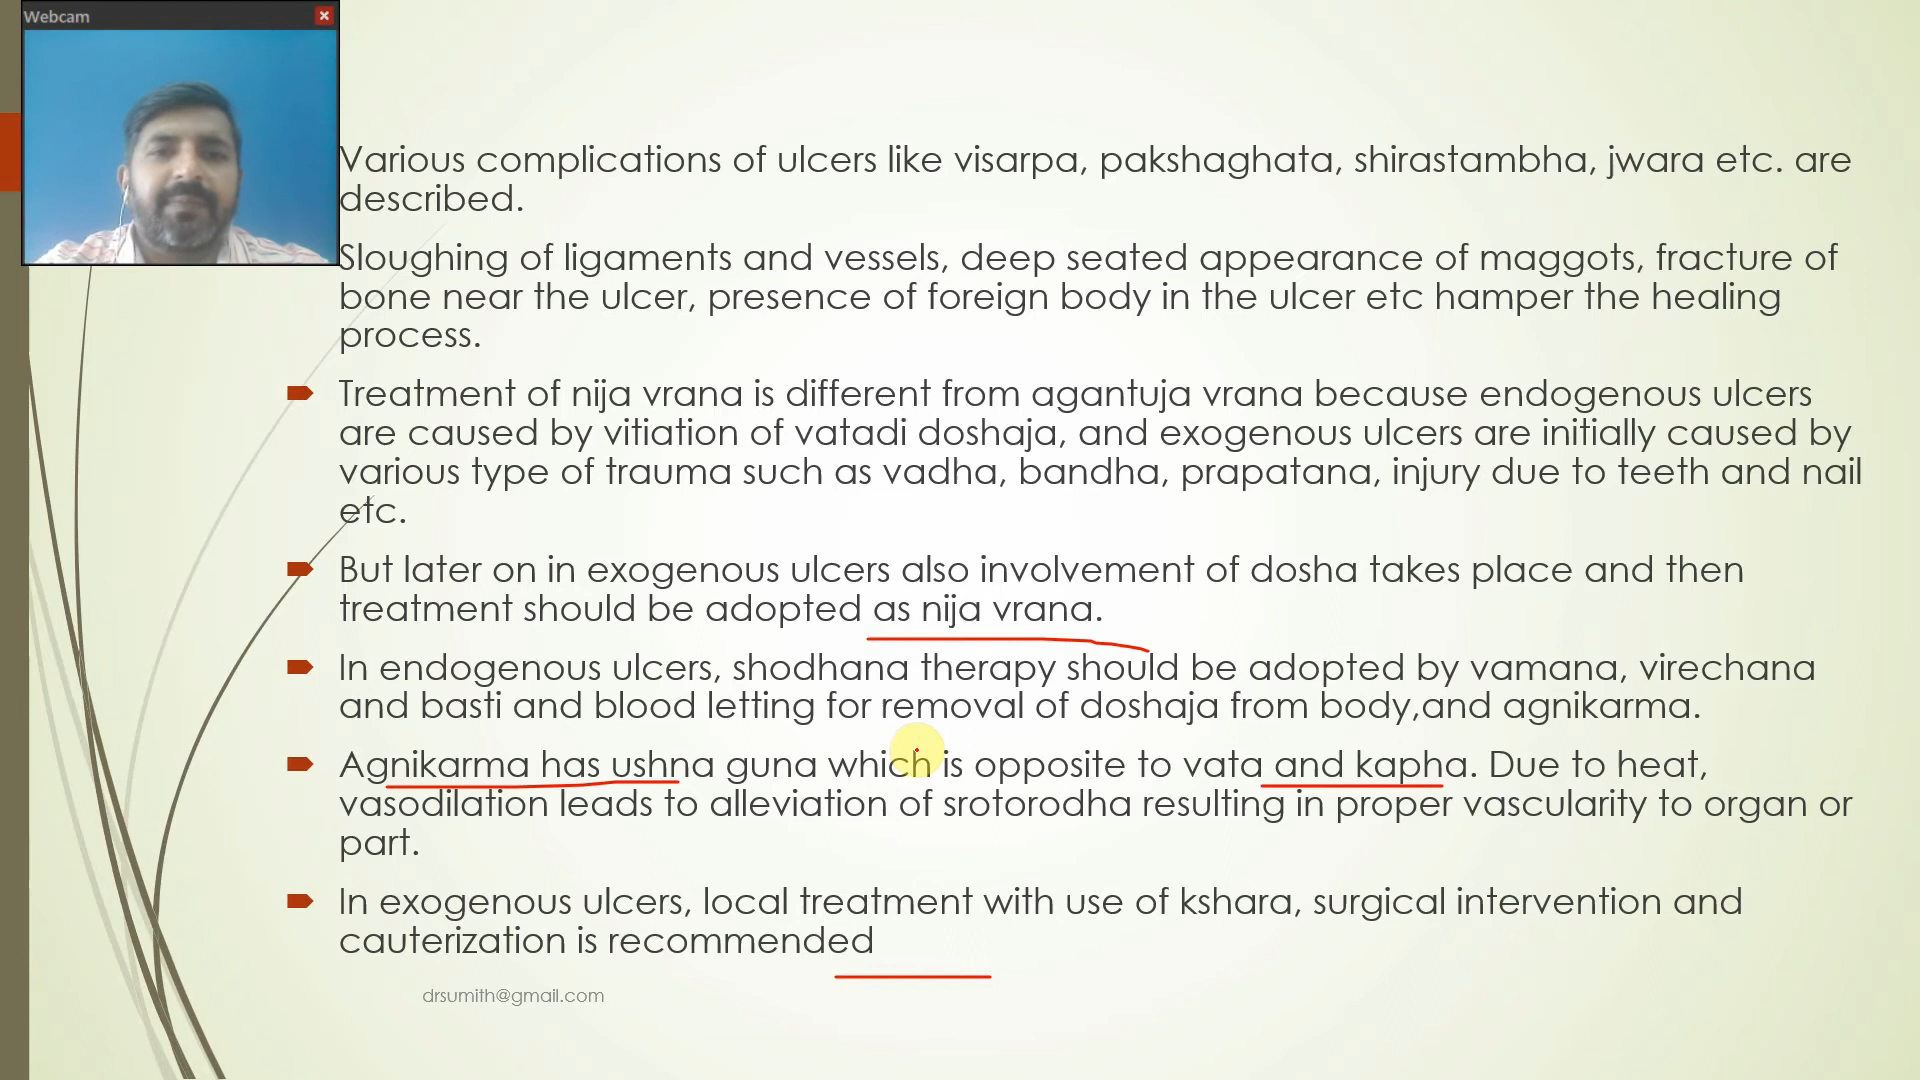 Webcam
Various complications of ulcers like visarpa, pakshaghata, shirastambha, jwara etc. are
described.
Sloughing of ligaments and vessels, deep seated appearance of maggots, fracture of
bone near the ulcer, presence of foreign body in the ulcer etc hamper the healing
process.
Treatment of nija vrana is different from agantuja vrana because endogenous ulcers
are caused by vitiation of vatadi doshaja, and exogenous ulcers are initially caused by
various type of trauma such as vadha, bandha, prapatana, injury due to teeth and nail
etc.
But later on in exogenous ulcers also involvement of dosha takes place and then
treatment should be adopted as nija vrana.
In endogenous ulcers, shodhana therapy should be adopted by vamana, virechana
and basti and blood letting for removal of doshaja from body,and agnikarma.
Agnikarma has ushna guna which is opposite to vata and kapha. Due to heat,
vasodilation leads to alleviation of srotorodha resulting in proper vascularity to organ or
part.
In exogenous ulcers, local treatment with use of kshara, surgical intervention and
cauterization is recommended
drsumith@gmail.com